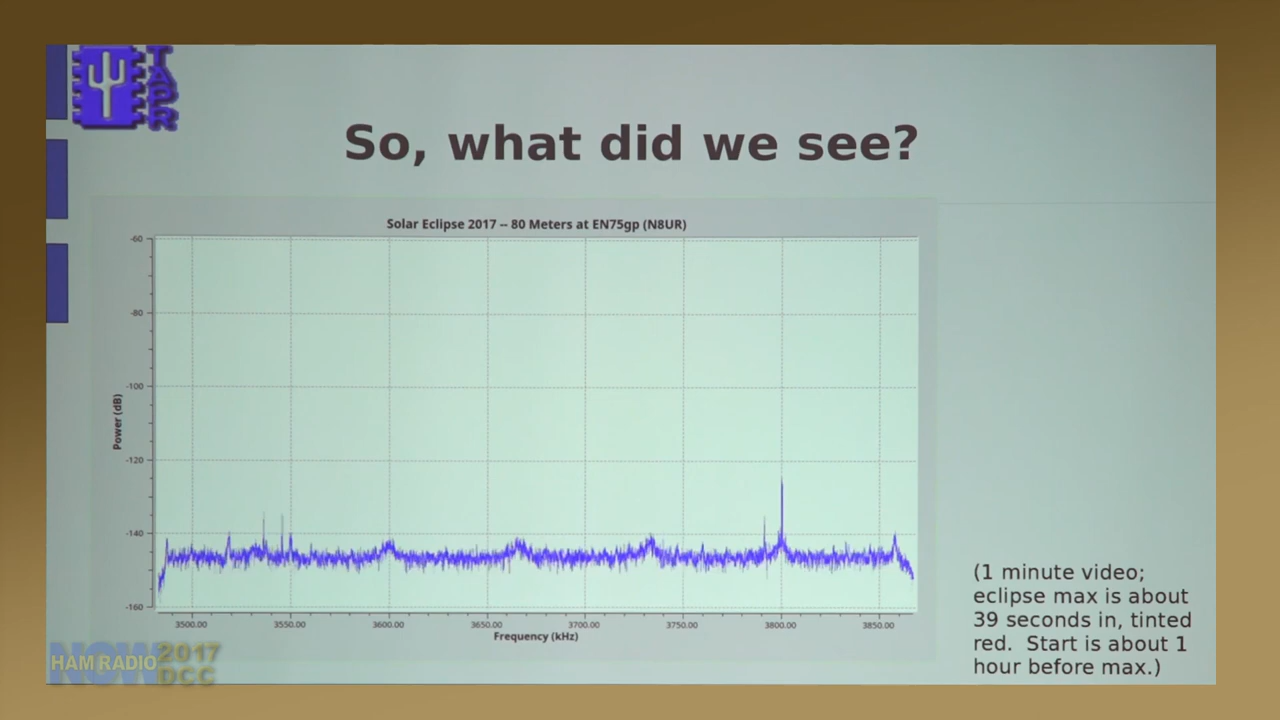 TAPR
So, what did we see?
Solar Eclipse 2017 -- 80 Meters at EN75gp (N8UR)
Power (dB)
-60
-80
-100
-120
-140
-160
3500.00 3550.00 3600.00 3650.00 3700.00 3750.00 3800.00 3850.00
Frequency (kHz)
(1 minute video;
eclipse max is about
39 seconds in, tinted
red. Start is about 1
hour before max.)
HAM RADIO NOW 2017
DCC